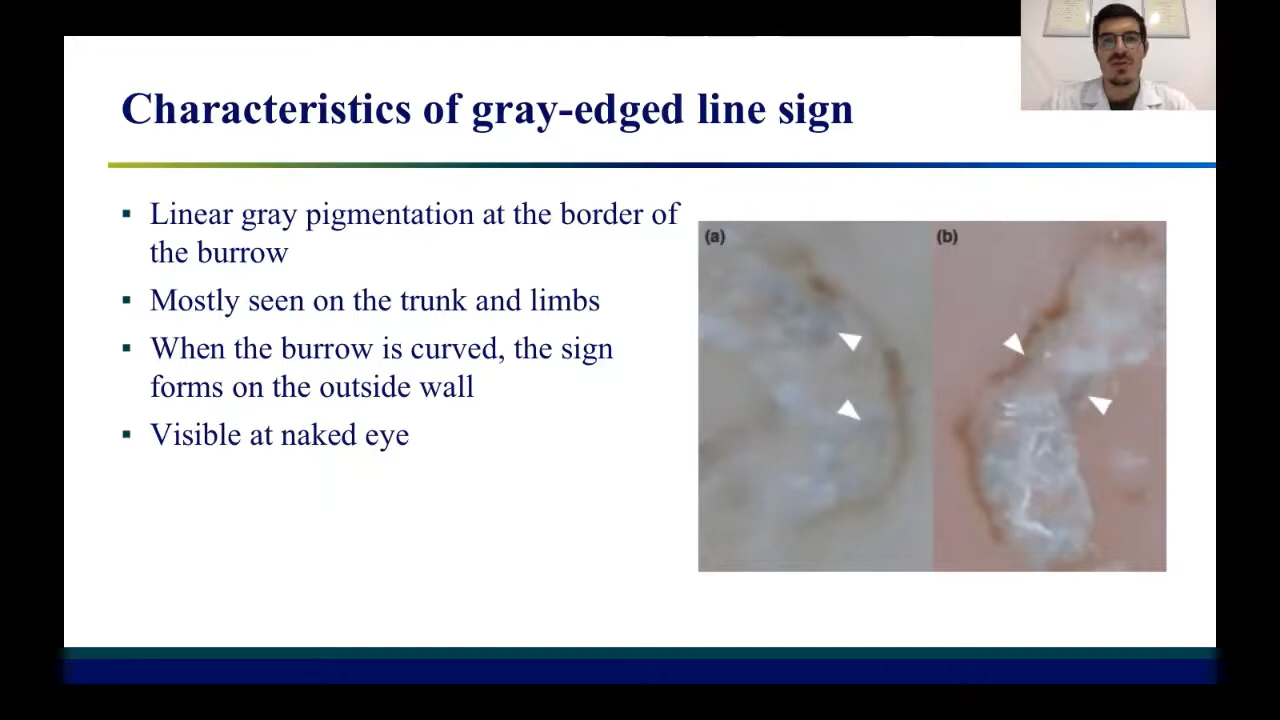 Characteristics of gray-edged line sign
▪ Linear gray pigmentation at the border of
the burrow
▪ Mostly seen on the trunk and limbs
▪ When the burrow is curved, the sign
forms on the outside wall
▪ Visible at naked eye
(a)
(b)